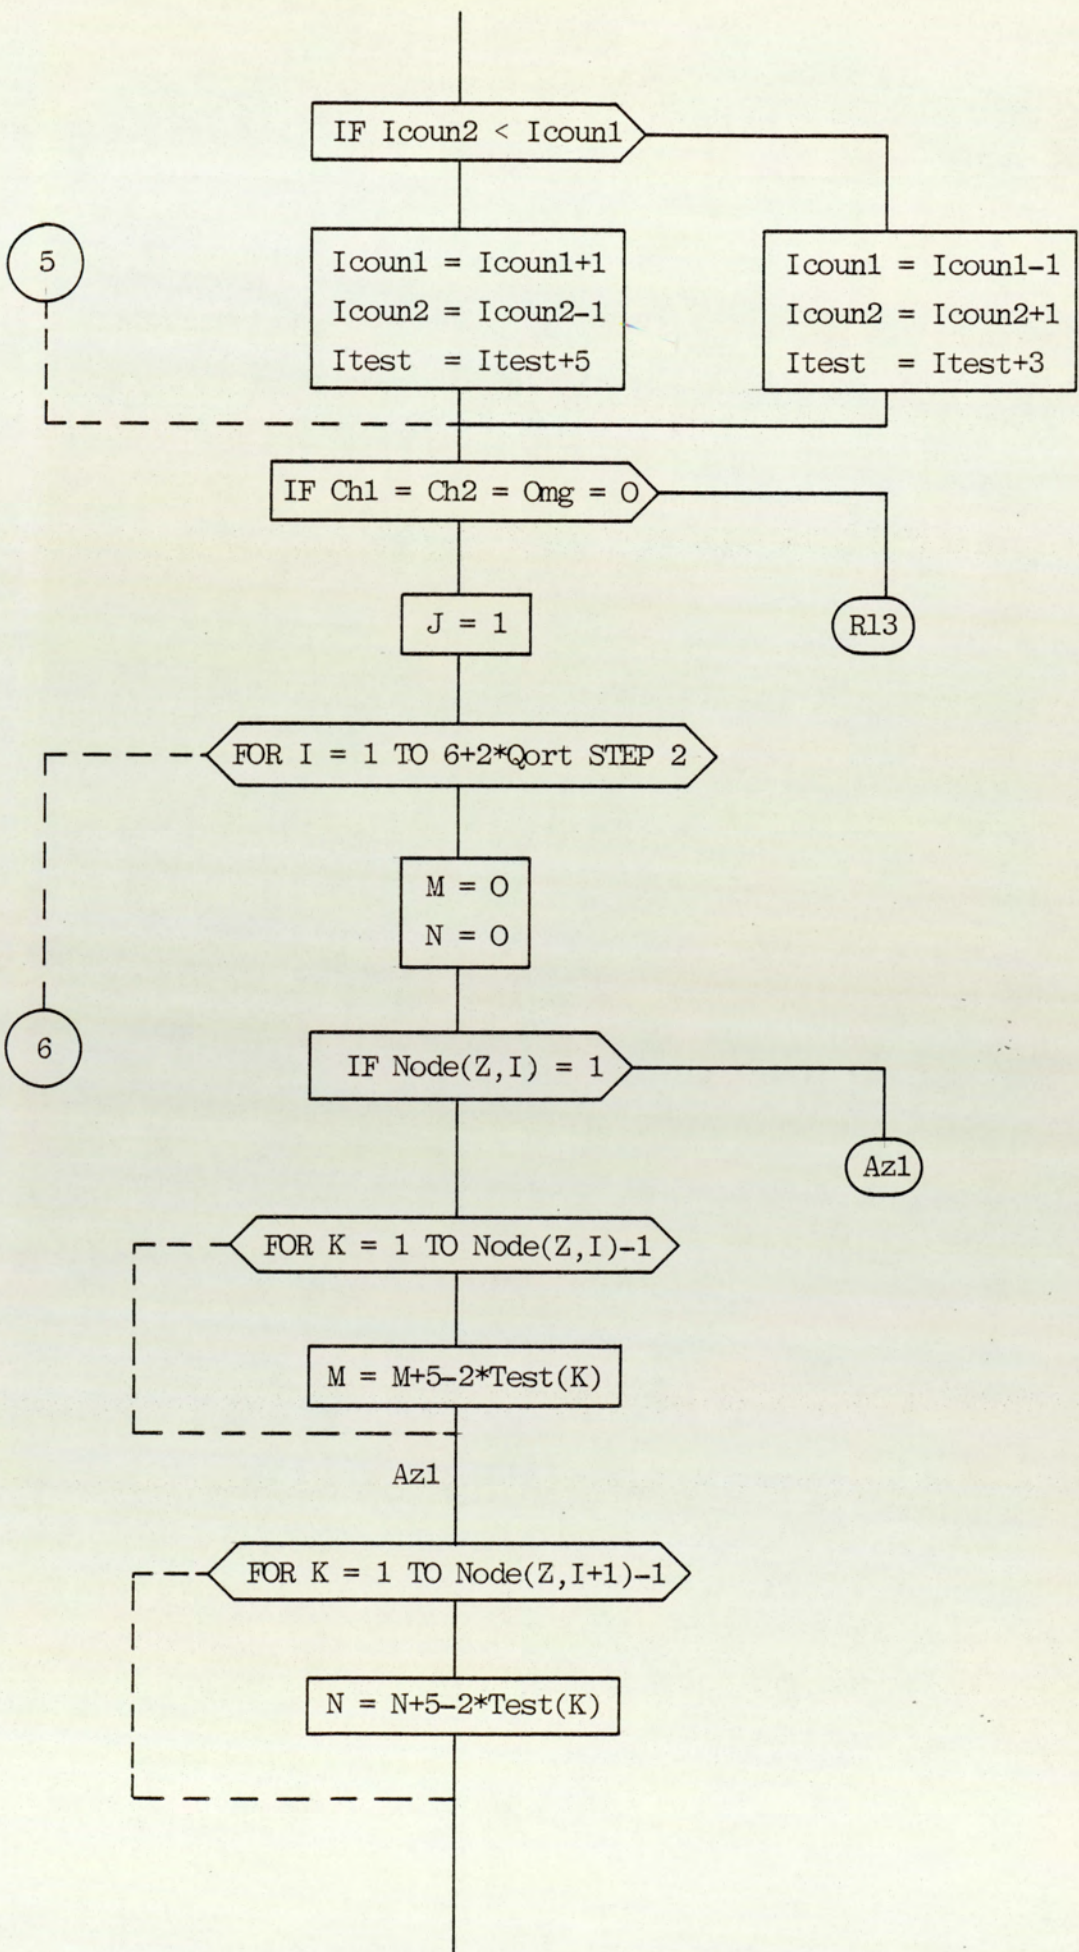 IF Icoun2 < Icoun1
5
Icoun1 = Icoun1+1
Icoun2 = Icoun2-1
Itest = Itest+5
Icoun1 = Icoun1-1
Icoun2 = Icoun2+1
Itest = Itest+3
IF Ch1 = Ch2 = Omg = 0
J = 1
R13
FOR I = 1 TO 6+2*Qort STEP 2
M = 0
N = 0
6
IF Node(Z,I) = 1
Az1
FOR K = 1 TO Node(Z,I)-1
M = M+5-2*Test(K)
Az1
FOR K = 1 TO Node(Z,I+1)-1
N = N+5-2*Test(K)